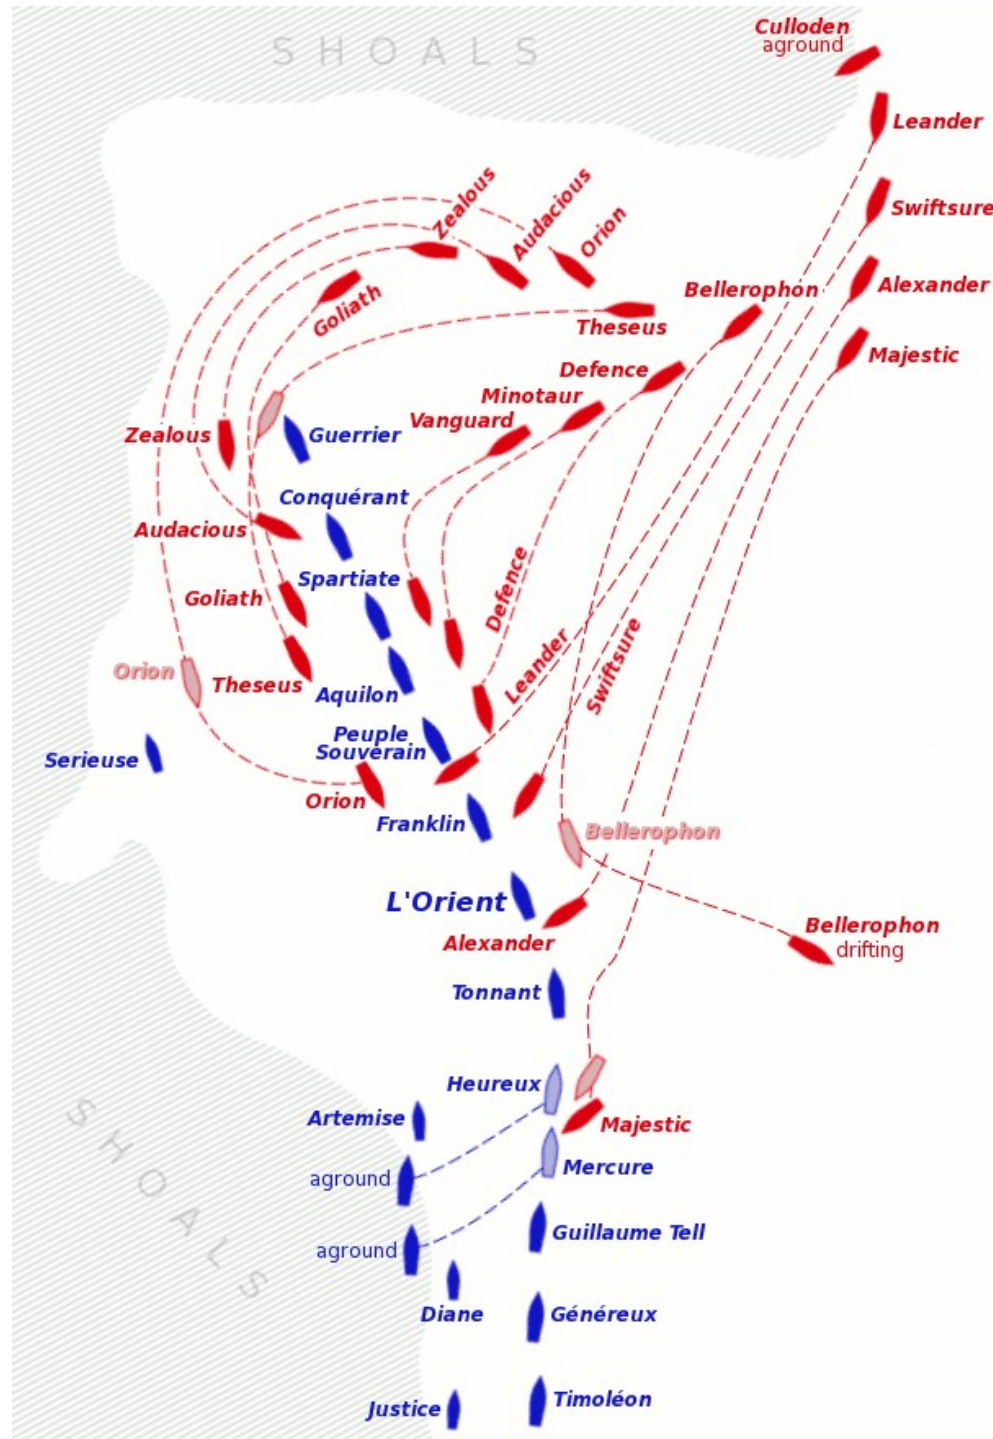 SHOALS
Culloden
aground
Leander
Swiftsure
Alexander
Majestic
Zealous
Audacious
Orion
Goliath
Bellerophon
Theseus
Defence
Minotaur
Vanguard
Zealous
Guerrier
Conquérant
Audacious
Spartiate
Goliath
Defence
Leander
Swiftsure
Orion
Theseus
Aquilon
Peuple
Souverain
Serieuse
Orion
Franklin
Bellerophon
L'Orient
Alexander
Bellerophon
drifting
Tonnant
Heureux
Artemise
Majestic
SHOALS
aground
Mercure
Guillaume Tell
aground
Diane
Généreux
Justice
Timoléon